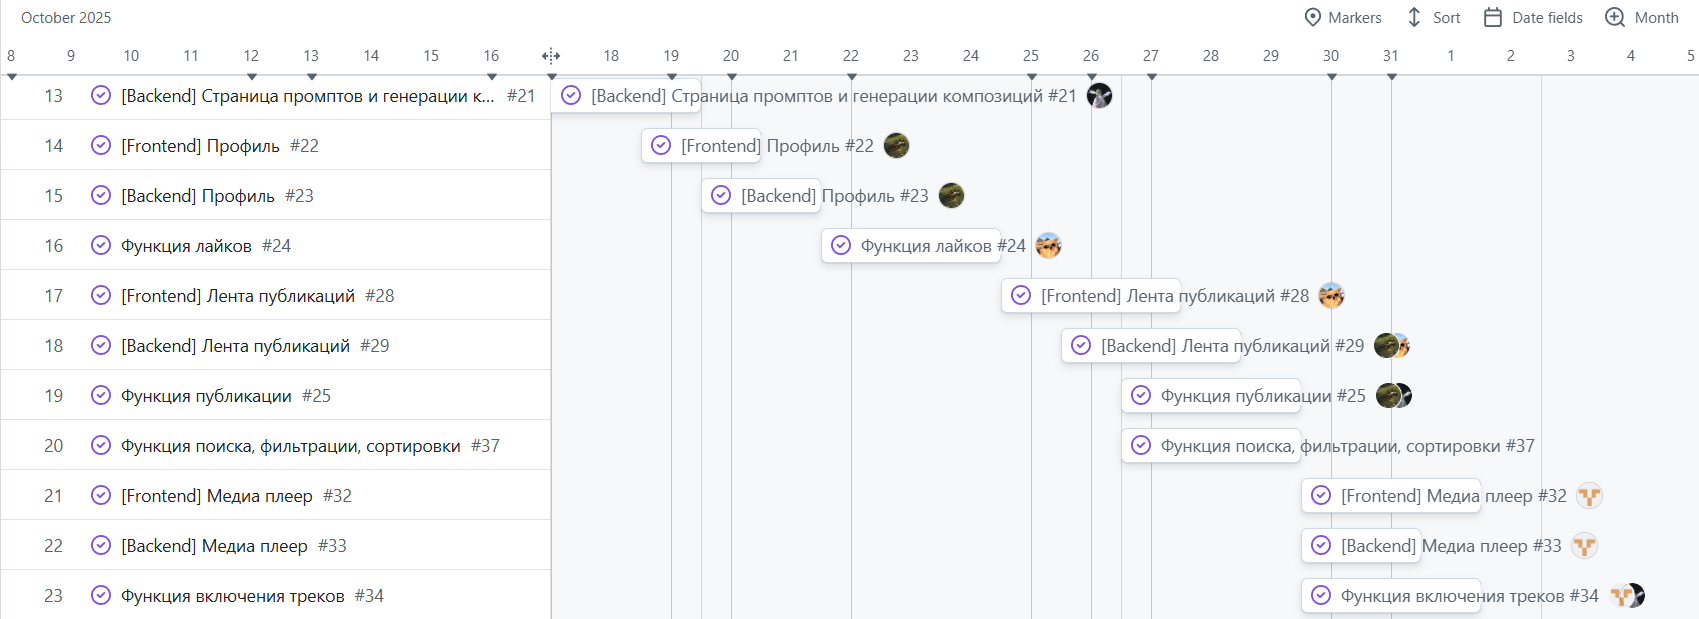 October 2025 Markers Sort Date fields Month
8 9 10 11 12 13 14 15 16 18 19 20 21 22 23 24 25 26 27 28 29 30 31 1 2 3 4 5
13 [Backend] Страница промптов и генерации к... #21 [Backend] Страница промптов и генерации композиций #21
14 [Frontend] Профиль #22 [Frontend] Профиль #22
15 [Backend] Профиль #23 [Backend] Профиль #23
16 Функция лайков #24 Функция лайков #24
17 [Frontend] Лента публикаций #28 [Frontend] Лента публикаций #28
18 [Backend] Лента публикаций #29 [Backend] Лента публикаций #29
19 Функция публикации #25 Функция публикации #25
20 Функция поиска, фильтрации, сортировки #37 Функция поиска, фильтрации, сортировки #37
21 [Frontend] Медиа плеер #32 [Frontend] Медиа плеер #32
22 [Backend] Медиа плеер #33 [Backend] Медиа плеер #33
23 Функция включения треков #34 Функция включения треков #34